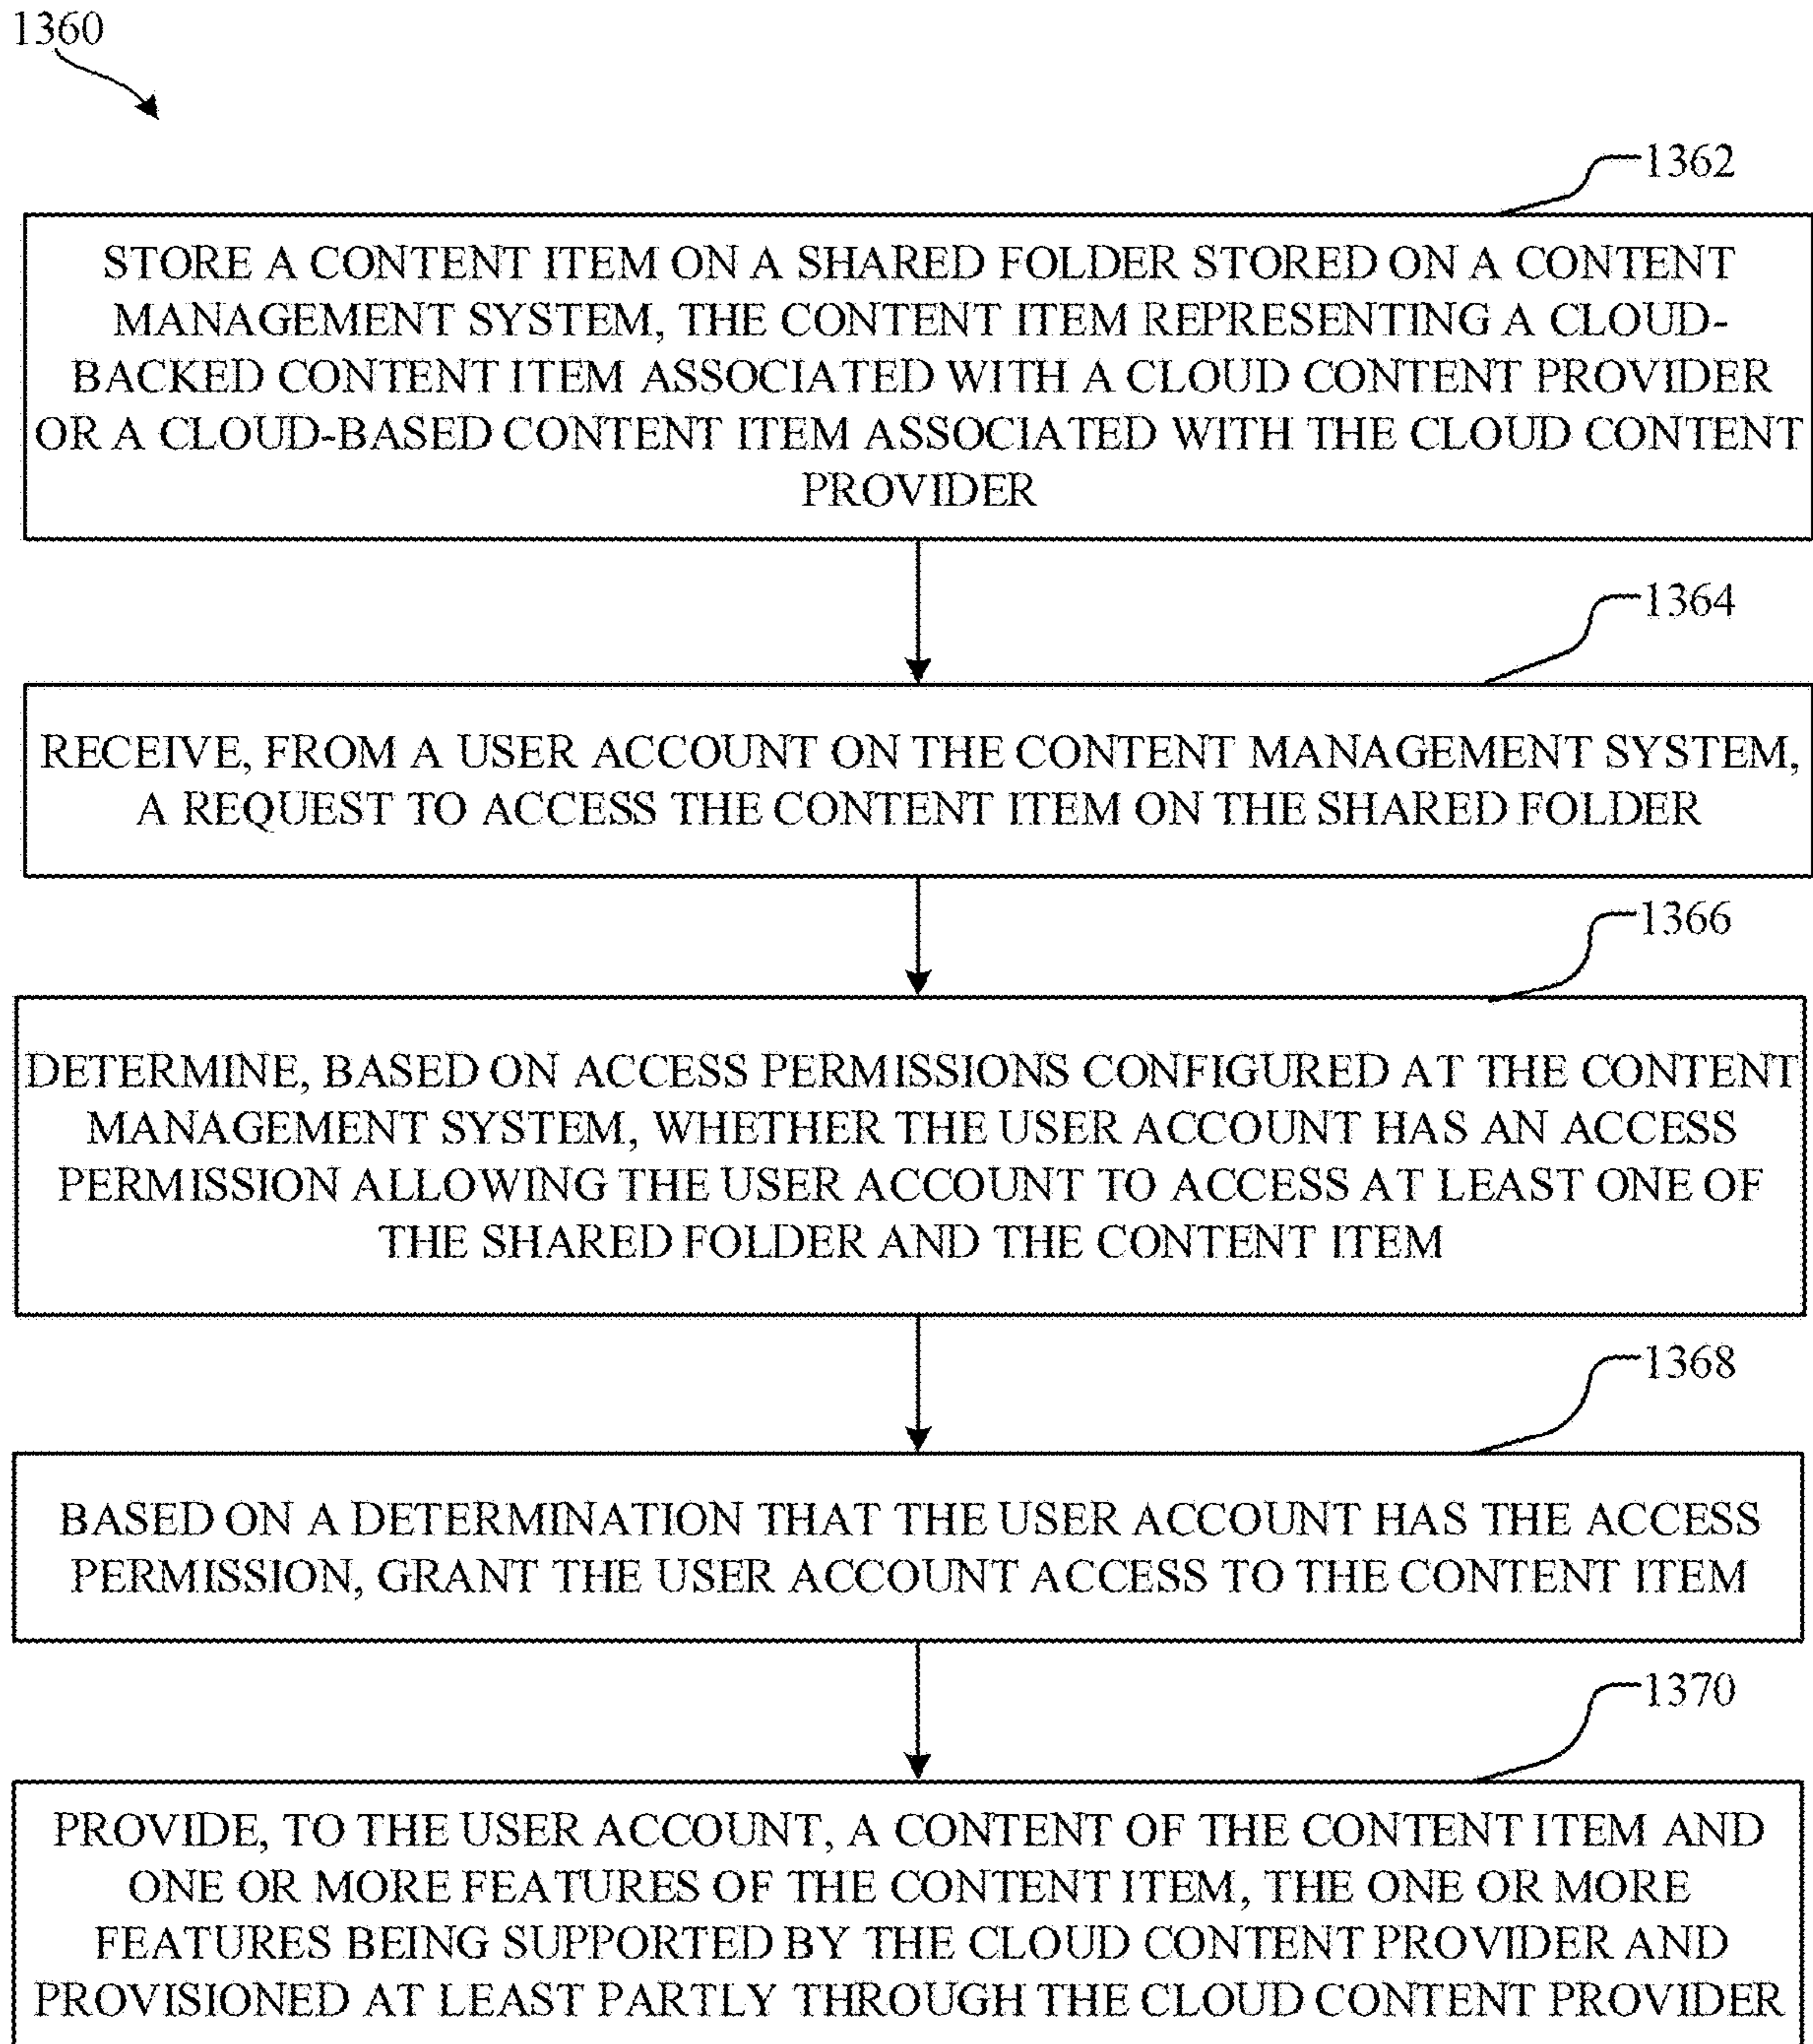 1360
1362
STORE A CONTENT ITEM ON A SHARED FOLDER STORED ON A CONTENT
MANAGEMENT SYSTEM, THE CONTENT ITEM REPRESENTING A CLOUD-
BACKED CONTENT ITEM ASSOCIATED WITH A CLOUD CONTENT PROVIDER
OR A CLOUD-BASED CONTENT ITEM ASSOCIATED WITH THE CLOUD CONTENT
PROVIDER
1364
RECEIVE, FROM A USER ACCOUNT ON THE CONTENT MANAGEMENT SYSTEM,
A REQUEST TO ACCESS THE CONTENT ITEM ON THE SHARED FOLDER
1366
DETERMINE, BASED ON ACCESS PERMISSIONS CONFIGURED AT THE CONTENT
MANAGEMENT SYSTEM, WHETHER THE USER ACCOUNT HAS AN ACCESS
PERMISSION ALLOWING THE USER ACCOUNT TO ACCESS AT LEAST ONE OF
THE SHARED FOLDER AND THE CONTENT ITEM
1368
BASED ON A DETERMINATION THAT THE USER ACCOUNT HAS THE ACCESS
PERMISSION, GRANT THE USER ACCOUNT ACCESS TO THE CONTENT ITEM
1370
PROVIDE, TO THE USER ACCOUNT, A CONTENT OF THE CONTENT ITEM AND
ONE OR MORE FEATURES OF THE CONTENT ITEM, THE ONE OR MORE
FEATURES BEING SUPPORTED BY THE CLOUD CONTENT PROVIDER AND
PROVISIONED AT LEAST PARTLY THROUGH THE CLOUD CONTENT PROVIDER